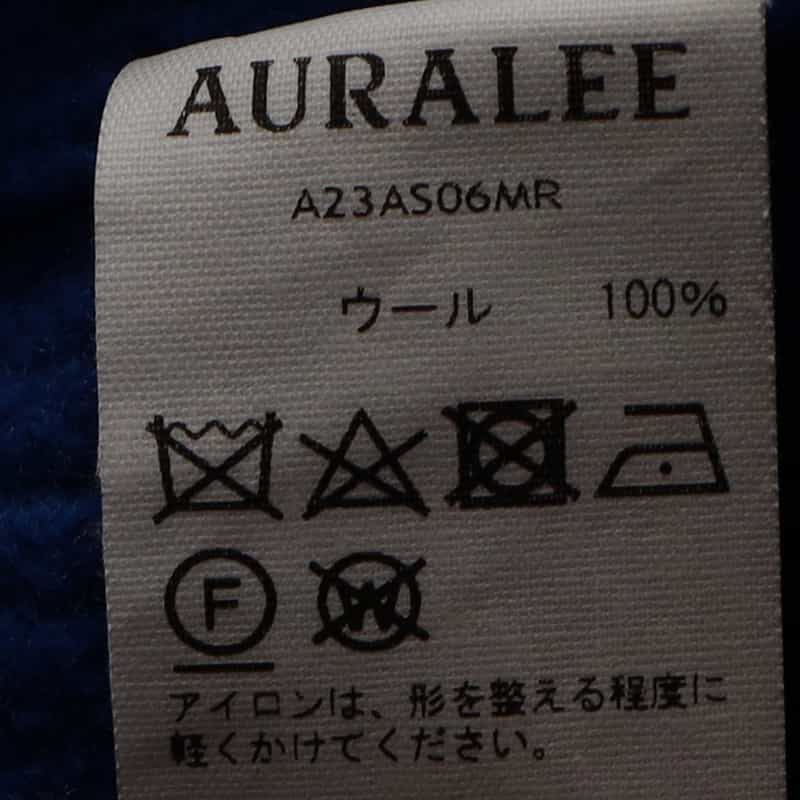 AURALEE
A23AS06MR
ウール 100%
F
W
アイロンは、形を整える程度に
軽くかけてください。